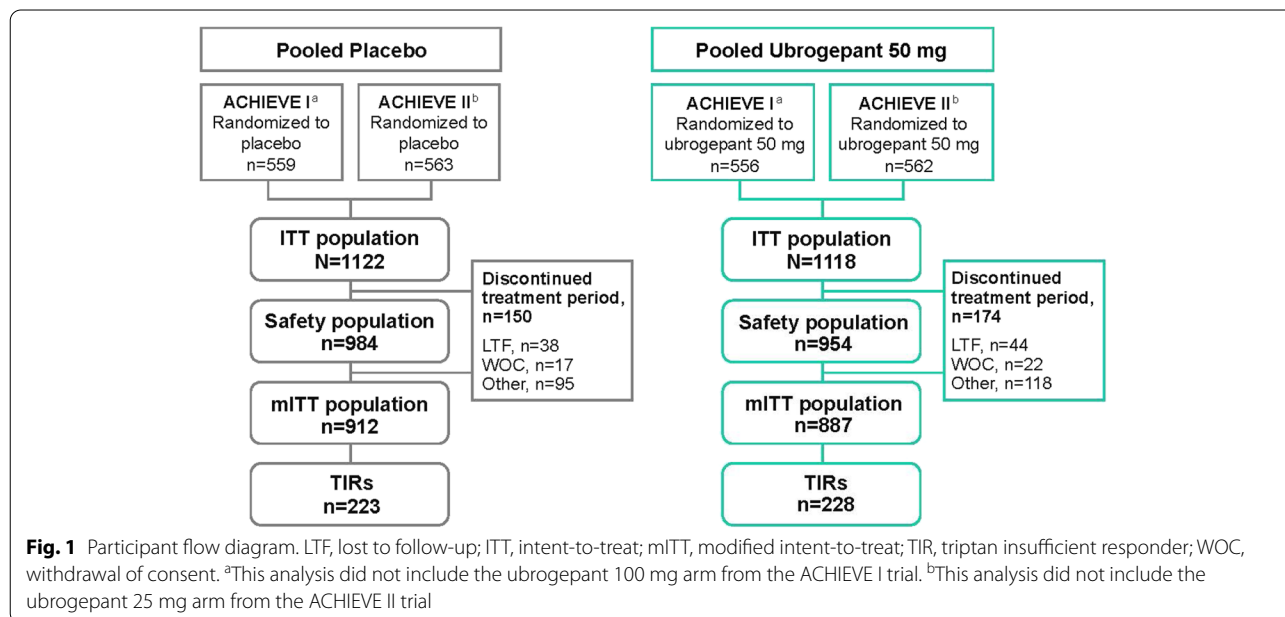 Pooled Placebo
ACHIEVE Iᵃ
Randomized to
placebo
n=559
ACHIEVE IIᵇ
Randomized to
placebo
n=563
ITT population
N=1122
Discontinued
treatment period,
n=150
LTF, n=38
WOC, n=17
Other, n=95
Safety population
n=984
mITT population
n=912
TIRs
n=223
Pooled Ubrogepant 50 mg
ACHIEVE Iᵃ
Randomized to
ubrogepant 50 mg
n=556
ACHIEVE IIᵇ
Randomized to
ubrogepant 50 mg
n=562
ITT population
N=1118
Discontinued
treatment period,
n=174
LTF, n=44
WOC, n=22
Other, n=118
Safety population
n=954
mITT population
n=887
TIRs
n=228
Fig. 1 Participant flow diagram. LTF, lost to follow-up; ITT, intent-to-treat; mITT, modified intent-to-treat; TIR, triptan insufficient responder; WOC,
withdrawal of consent. ᵃThis analysis did not include the ubrogepant 100 mg arm from the ACHIEVE I trial. ᵇThis analysis did not include the
ubrogepant 25 mg arm from the ACHIEVE II trial